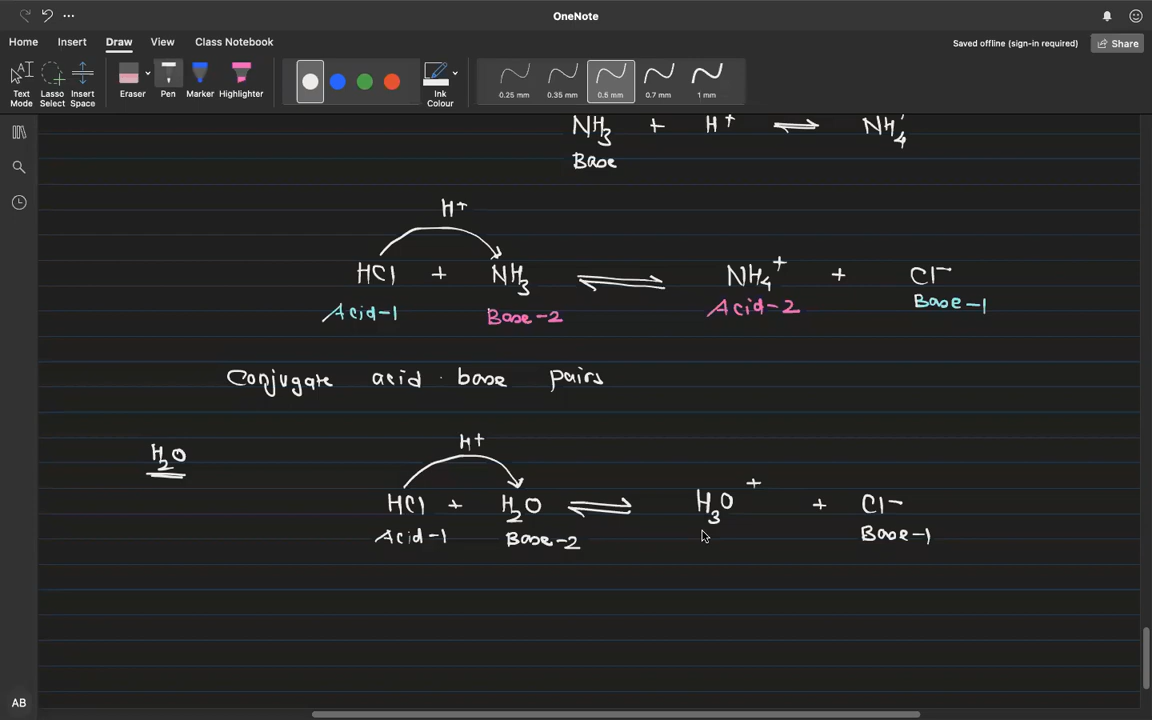 OneNote
Home Insert Draw View Class Notebook
Saved offline (sign-in required) Share
Text Mode Lasso Select Insert Space Eraser Pen Marker Highlighter Ink Colour 0.25 mm 0.35 mm 0.5 mm 0.7 mm 1 mm
NH₃ + H⁺ ⇌ NH₄⁺
Base
H⁺
HCl + NH₃ ⇌ NH₄⁺ + Cl⁻
Acid-1 Base-2 Acid-2 Base-1
Conjugate acid base pairs
H⁺
H₂O
HCl + H₂O ⇌ H₃O⁺ + Cl⁻
Acid-1 Base-2 Base-1
AB